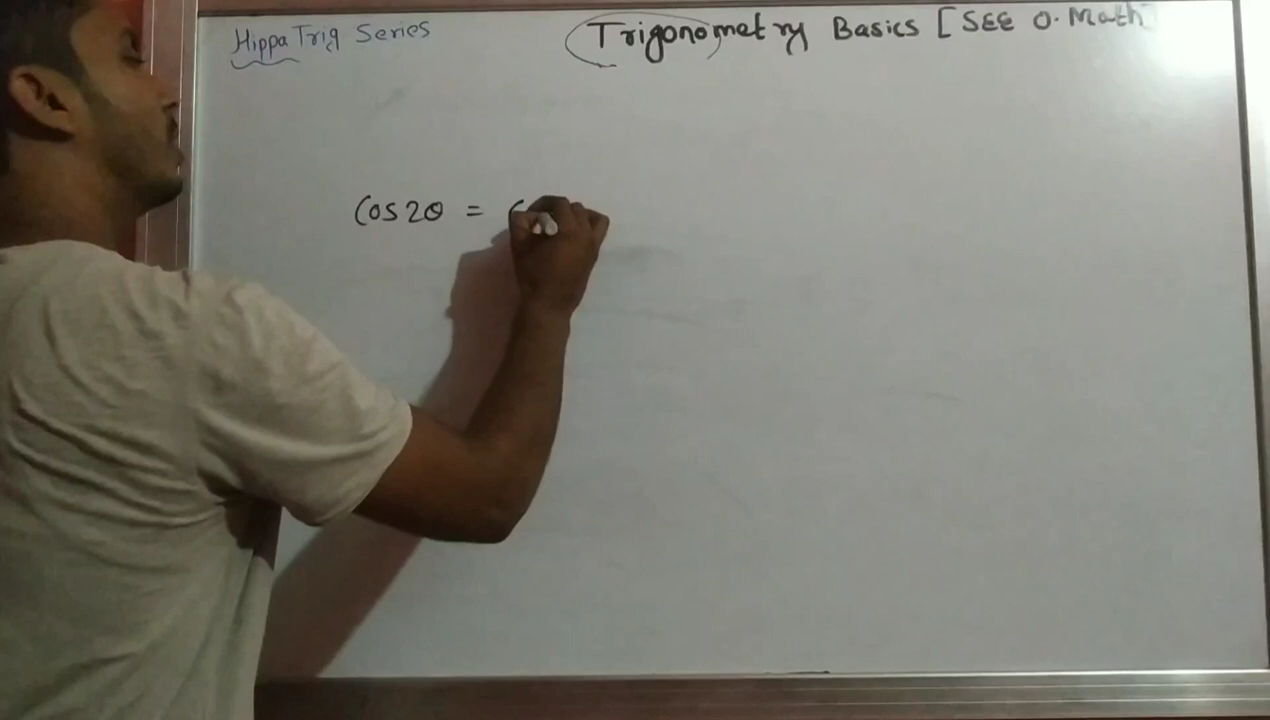 Hippa Trig Series
Trigonometry Basics [SEE O. Math
Cos2θ = C